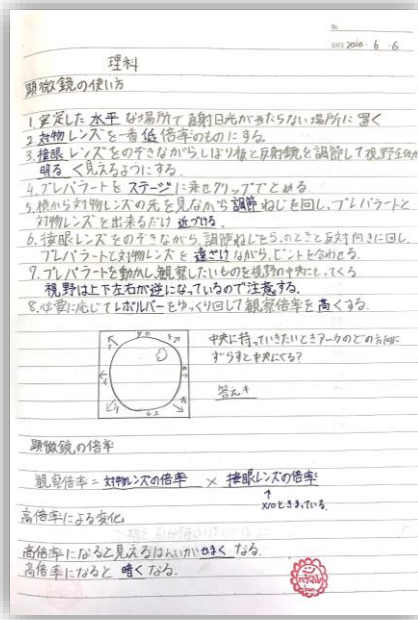 DATE 2020・6・6
理科
顕微鏡の使い方
1 安定した 水平 な場所で直射日光が当たらない場所に置く
2 対物レンズを一番低倍率のものにする。
3.接眼レンズをのぞきながらしぼり板と反射鏡を調節して視野全体が
明るく見えるようにする。
4.プレパラートをステージに乗せクリップでとめる。
5.横から対物レンズの先を見ながら調節ねじを回し、プレパラートと
対物レンズを出来るだけ近づける。
6.接眼レンズをのぞきながら、調節ねじを5.のときと反対向きに回し、
プレパラートと対物レンズを遠ざけながら、ピントを合わせる。
7.プレパラートを動かし、観察したいものを視野の中央にもってくる
視野は上下左右が逆になっているので注意する。
8.必要に応じてレボルバーをゆっくり回して観察倍率を高くする。
中央に持っていきたいときア〜クのどの方向に
ずらすと中央にくる?
答え キ
顕微鏡の倍率
観察倍率=対物レンズの倍率 × 接眼レンズの倍率
↑
×10ときまっている。
高倍率による変化
高倍率になると見えるはんいがせまくなる。
高倍率になると 暗くなる。